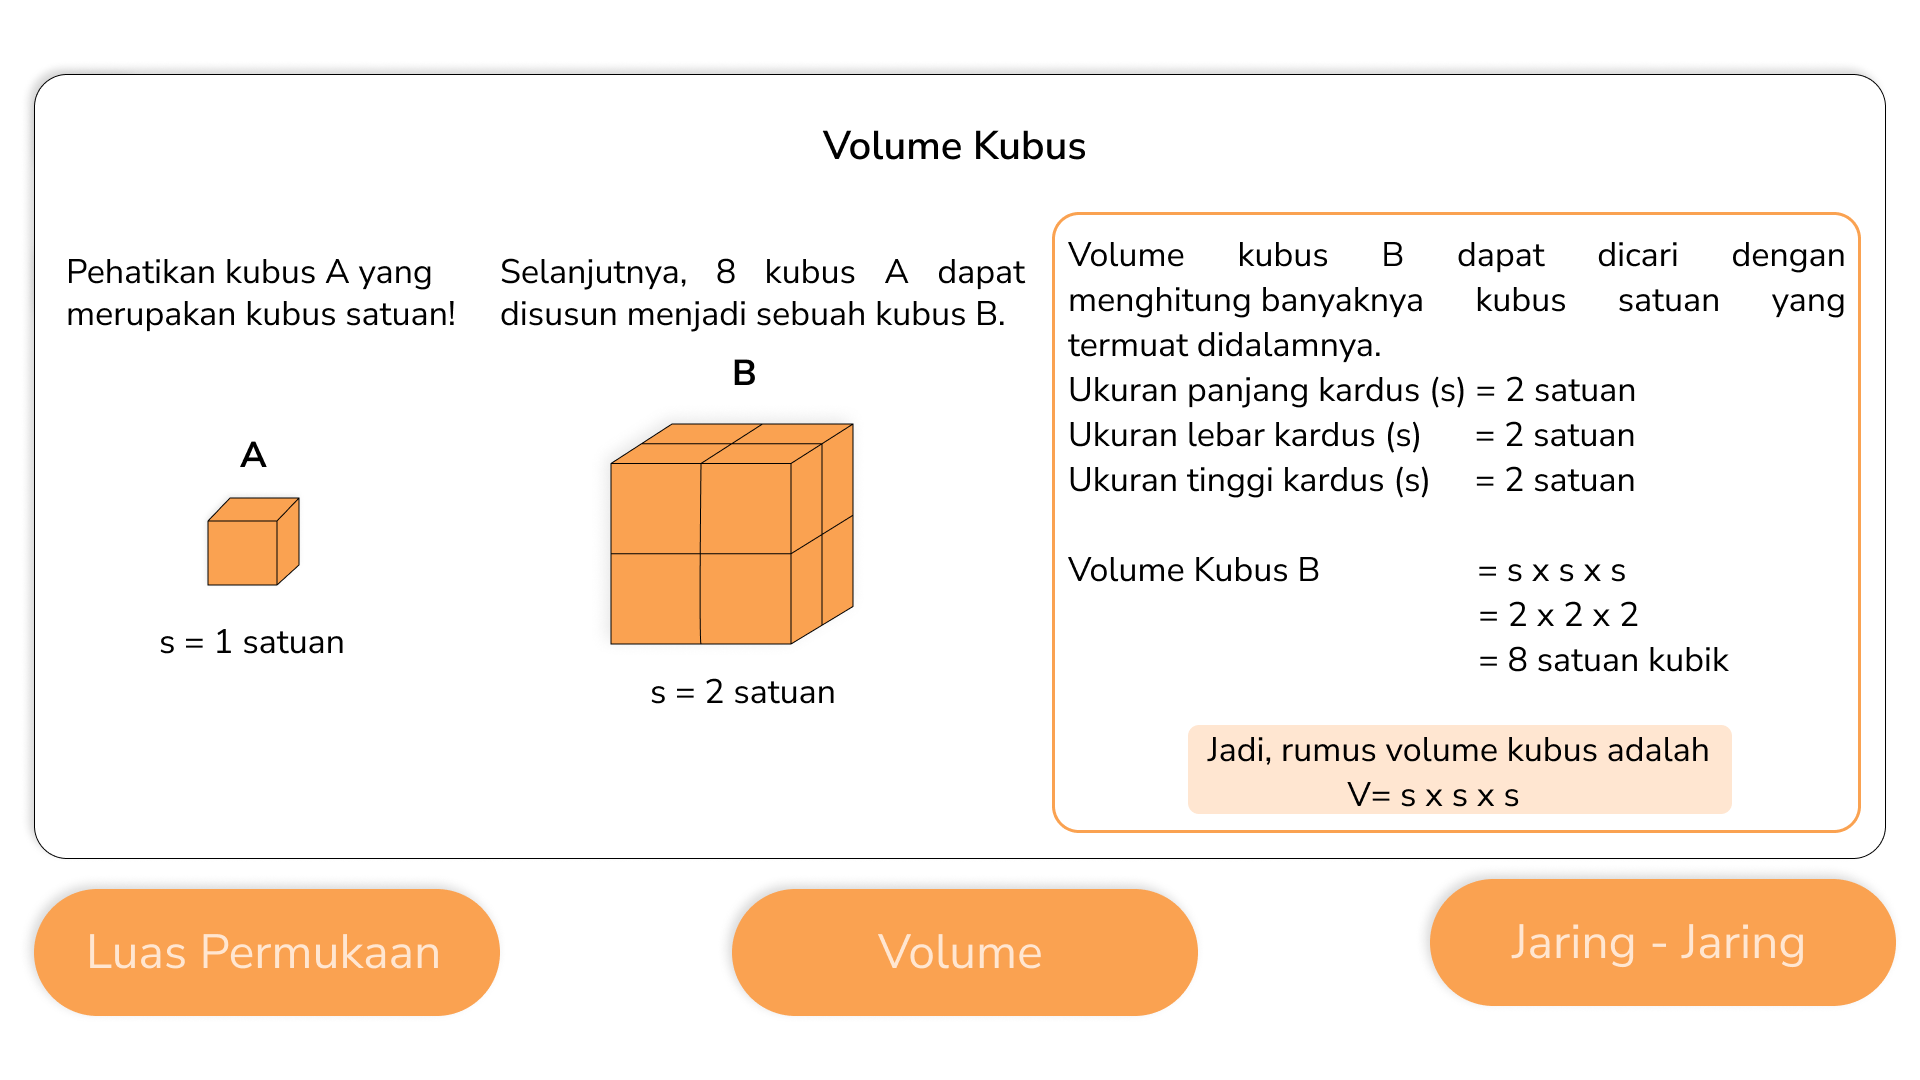 Volume Kubus
Pehatikan kubus A yang
merupakan kubus satuan!
A
s = 1 satuan
Selanjutnya, 8 kubus A dapat
disusun menjadi sebuah kubus B.
B
s = 2 satuan
Volume kubus B dapat dicari dengan
menghitung banyaknya kubus satuan yang
termuat didalamnya.
Ukuran panjang kardus (s) = 2 satuan
Ukuran lebar kardus (s) = 2 satuan
Ukuran tinggi kardus (s) = 2 satuan
Volume Kubus B = s x s x s
= 2 x 2 x 2
= 8 satuan kubik
Jadi, rumus volume kubus adalah
V= s x s x s
Luas Permukaan
Volume
Jaring - Jaring